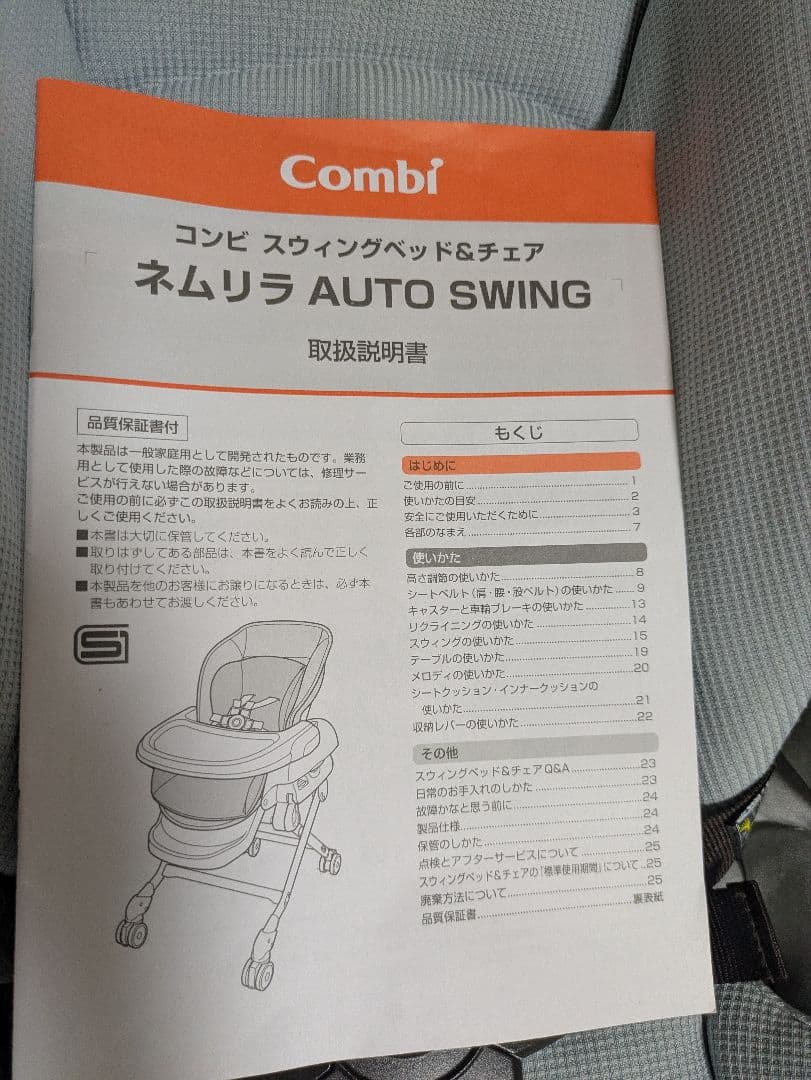 Combi
コンビ スウィングベッド&チェア
ネムリラ AUTO SWING
取扱説明書
品質保証書付
本製品は一般家庭用として開発されたものです。業務
用として使用した際の故障などについては、修理サー
ビスが行えない場合があります。
ご使用の前に必ずこの取扱説明書をよくお読みの上、正
しくご使用ください。
■本書は大切に保管してください。
■取りはずしてある部品は、本書をよく読んで正しく
取り付けてください。
■本製品を他のお客様にお譲りになるときは、必ず本
書もあわせてお渡しください。
もくじ
はじめに
ご使用の前に 1
使いかたの目安 2
安全にご使用いただくために 3
各部のなまえ 7
使いかた
高さ調節の使いかた 8
シートベルト(肩・腰・股ベルト)の使いかた 9
キャスターと車輪ブレーキの使いかた 13
リクライニングの使いかた 14
スウィングの使いかた 15
テーブルの使いかた 19
メロディの使いかた 20
シートクッション・インナークッションの
使いかた 21
収納レバーの使いかた 22
その他
スウィングベッド&チェア Q&A 23
日常のお手入れのしかた 23
故障かなと思う前に 24
製品仕様 24
保管のしかた 24
点検とアフターサービスについて 25
スウィングベッド&チェアの「標準使用期間」について 25
廃棄方法について 25
品質保証書 裏表紙